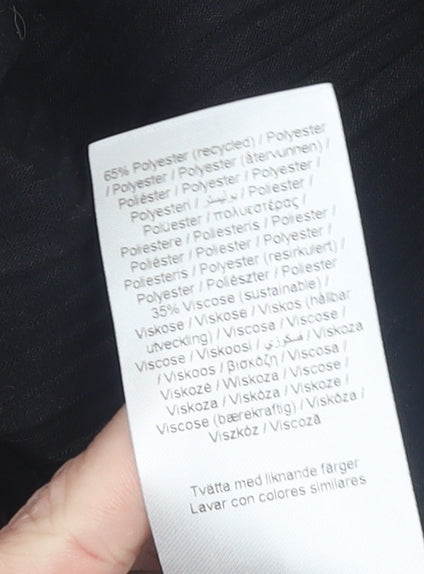 65% Polyester (recycled) / Polyester
/ Polyester / Polyester (återvunnen) /
Poliéster / Polyester / Polyester /
Polyesteri / بوليستر / Poliester /
Poluester / πολυεστέρας /
Poliestere / Poliesteris / Poliester /
Poliēster / Poliester / Polyester /
Poliesteris / Polyester (resirkulert) /
Polyester / Poliészter / Poliester
35% Viscose (sustainable) /
Viskose / Viskose / Viskos (hållbar
utveckling) / Viscosa / Viscose /
Viscose / Viskoosi / فسكوزي / Viskoza
/ Viskoos / βισκόζη / Viscosa /
Viskozė / Wiskoza / Viscose /
Viskoza / Viskóza / Viskoze /
Viscose (bærekraftig) / Viskóza /
Viszkóz / Viscoză
Tvätta med liknande färger
Lavar con colores similares